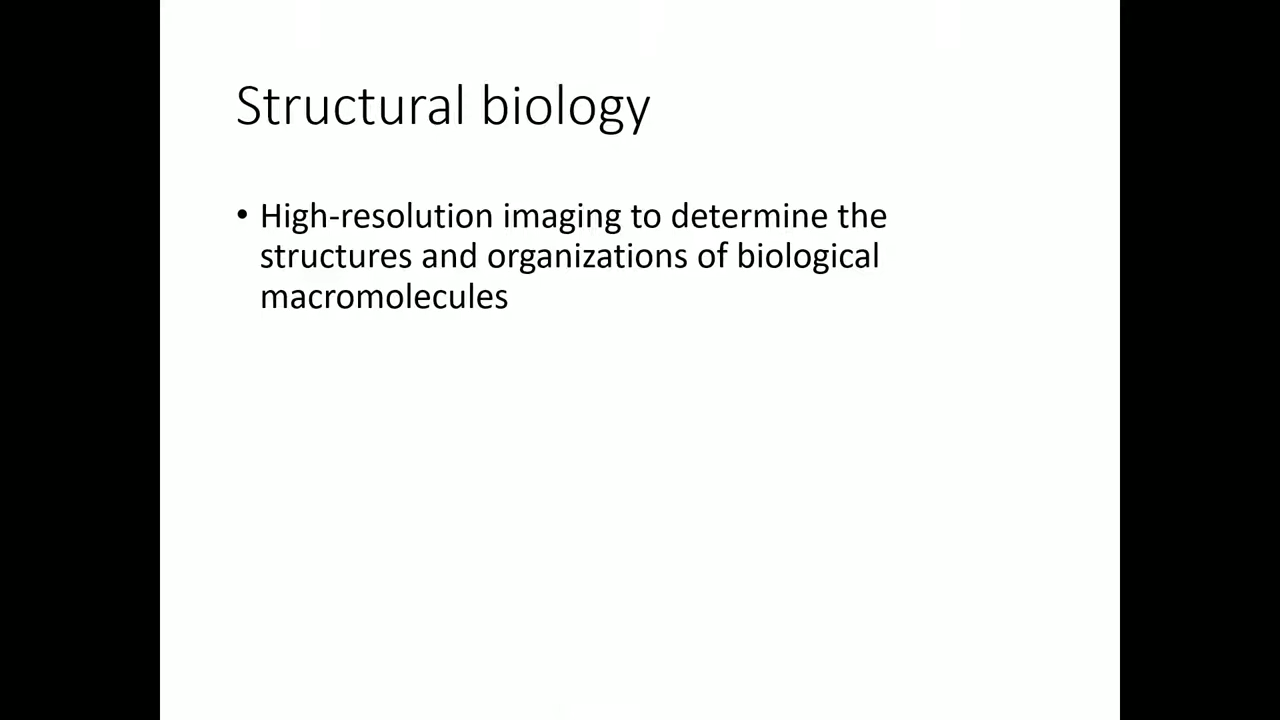 Structural biology
• High-resolution imaging to determine the
structures and organizations of biological
macromolecules